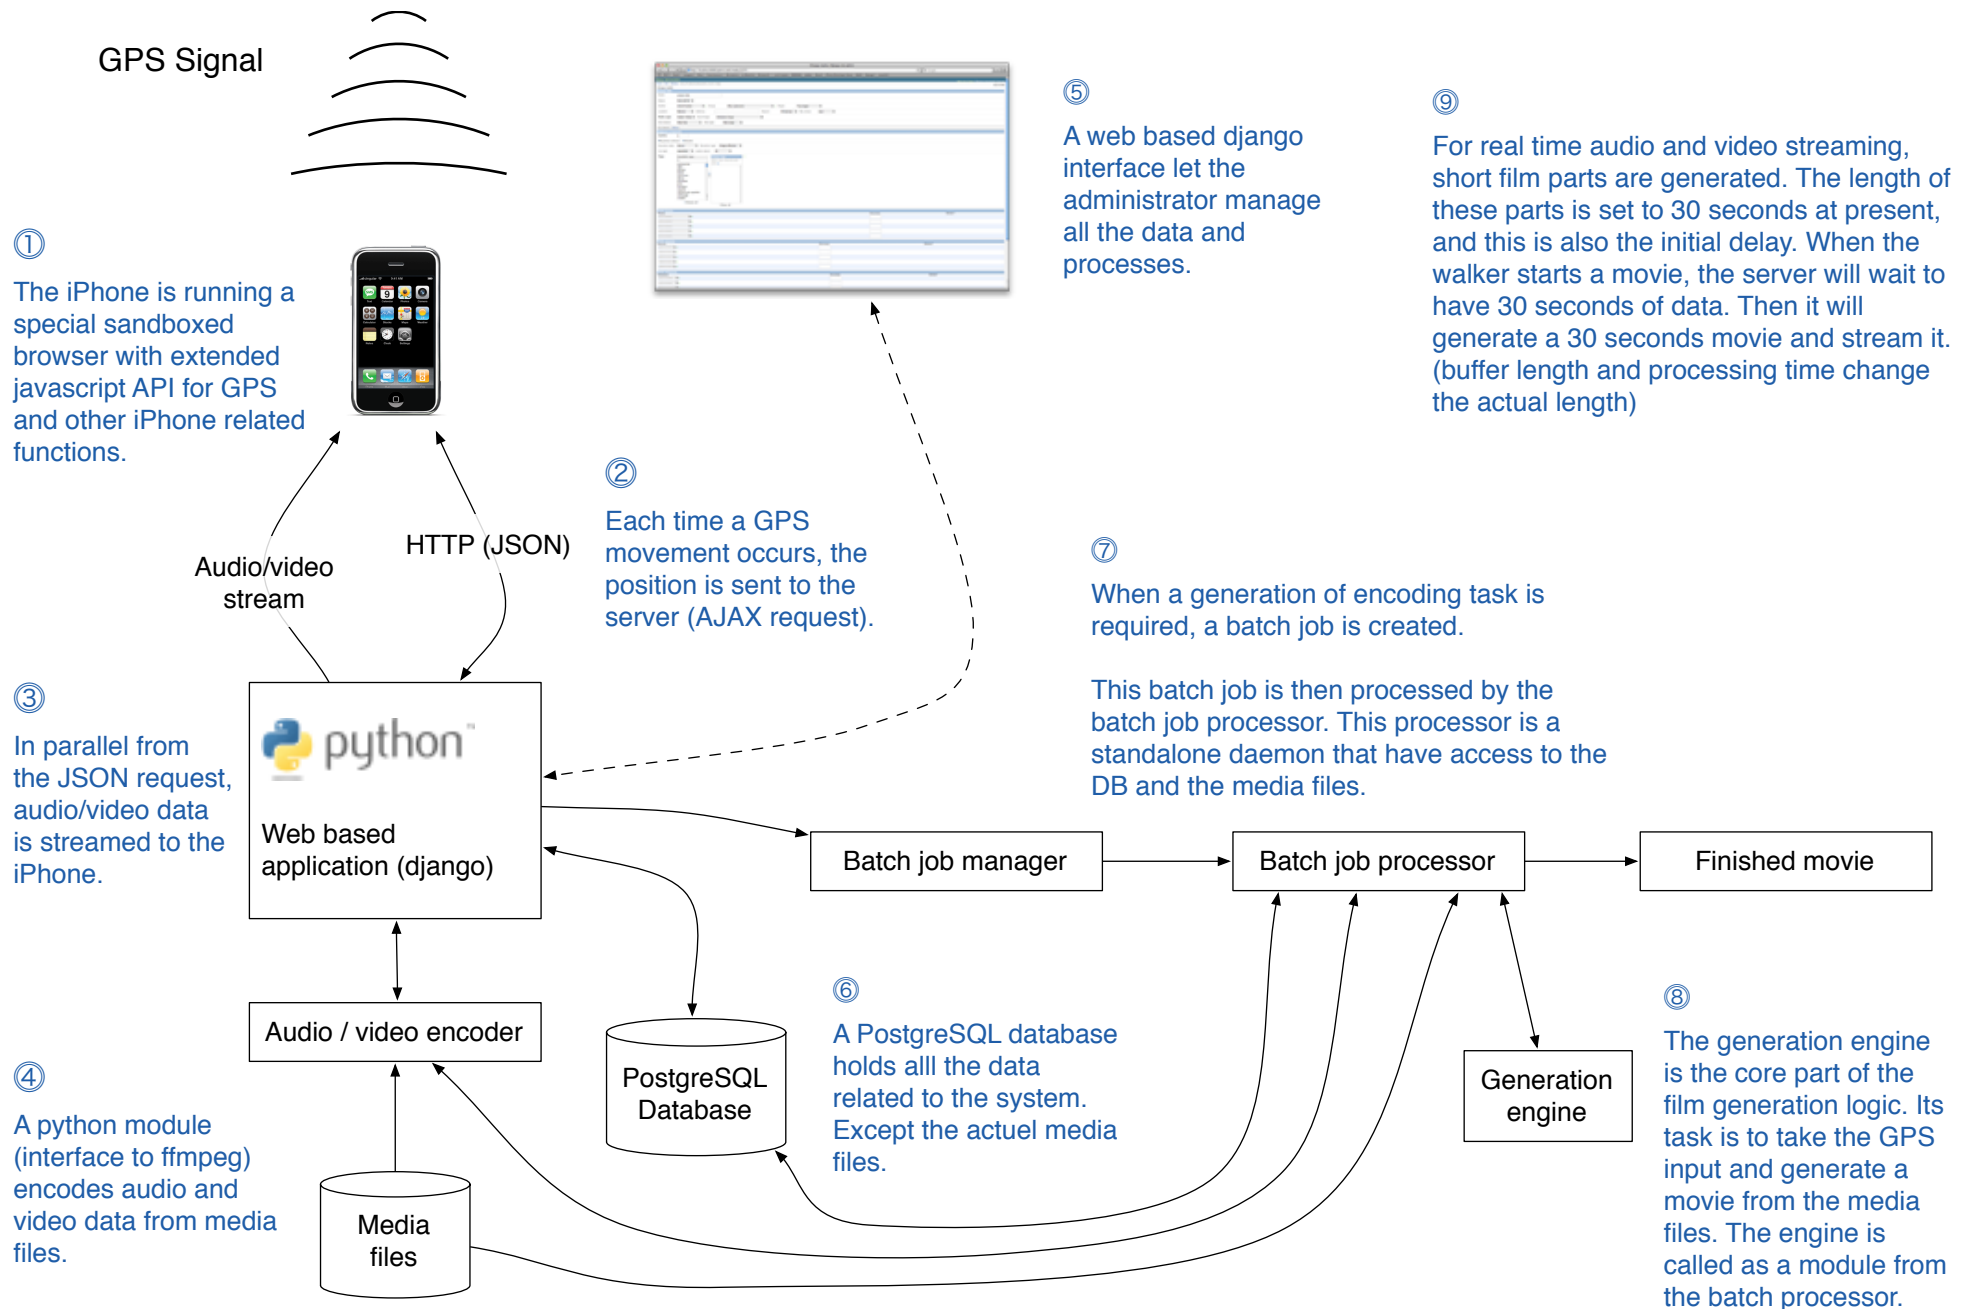 GPS Signal
①
The iPhone is running a
special sandboxed
browser with extended
javascript API for GPS
and other iPhone related
functions.
⑤
A web based django
interface let the
administrator manage
all the data and
processes.
⑨
For real time audio and video streaming,
short film parts are generated. The length of
these parts is set to 30 seconds at present,
and this is also the initial delay. When the
walker starts a movie, the server will wait to
have 30 seconds of data. Then it will
generate a 30 seconds movie and stream it.
(buffer length and processing time change
the actual length)
Audio/video
stream
HTTP (JSON)
②
Each time a GPS
movement occurs, the
position is sent to the
server (AJAX request).
③
In parallel from
the JSON request,
audio/video data
is streamed to the
iPhone.
python™
Web based
application (django)
⑦
When a generation of encoding task is
required, a batch job is created.
This batch job is then processed by the
batch job processor. This processor is a
standalone daemon that have access to the
DB and the media files.
Batch job manager
Batch job processor
Finished movie
Audio / video encoder
④
A python module
(interface to ffmpeg)
encodes audio and
video data from media
files.
Media
files
PostgreSQL
Database
⑥
A PostgreSQL database
holds alll the data
related to the system.
Except the actuel media
files.
Generation
engine
⑧
The generation engine
is the core part of the
film generation logic. Its
task is to take the GPS
input and generate a
movie from the media
files. The engine is
called as a module from
the batch processor.